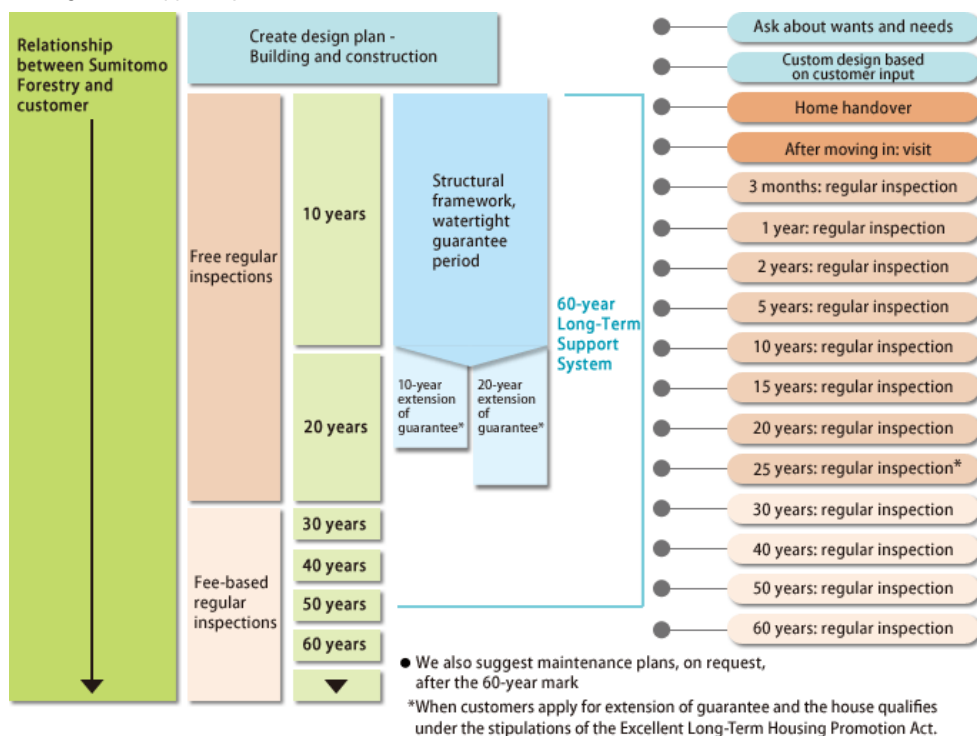 Relationship
between Sumitomo
Forestry and
customer
Create design plan -
Building and construction
Free regular
inspections
Fee-based
regular
inspections
10 years
20 years
30 years
40 years
50 years
60 years
Structural
framework,
watertight
guarantee
period
10-year
extension
of
guarantee*
20-year
extension
of
guarantee*
60-year
Long-Term
Support
System
Ask about wants and needs
Custom design based
on customer input
Home handover
After moving in: visit
3 months: regular inspection
1 year: regular inspection
2 years: regular inspection
5 years: regular inspection
10 years: regular inspection
15 years: regular inspection
20 years: regular inspection
25 years: regular inspection*
30 years: regular inspection
40 years: regular inspection
50 years: regular inspection
60 years: regular inspection
● We also suggest maintenance plans, on request,
after the 60-year mark
*When customers apply for extension of guarantee and the house qualifies
under the stipulations of the Excellent Long-Term Housing Promotion Act.